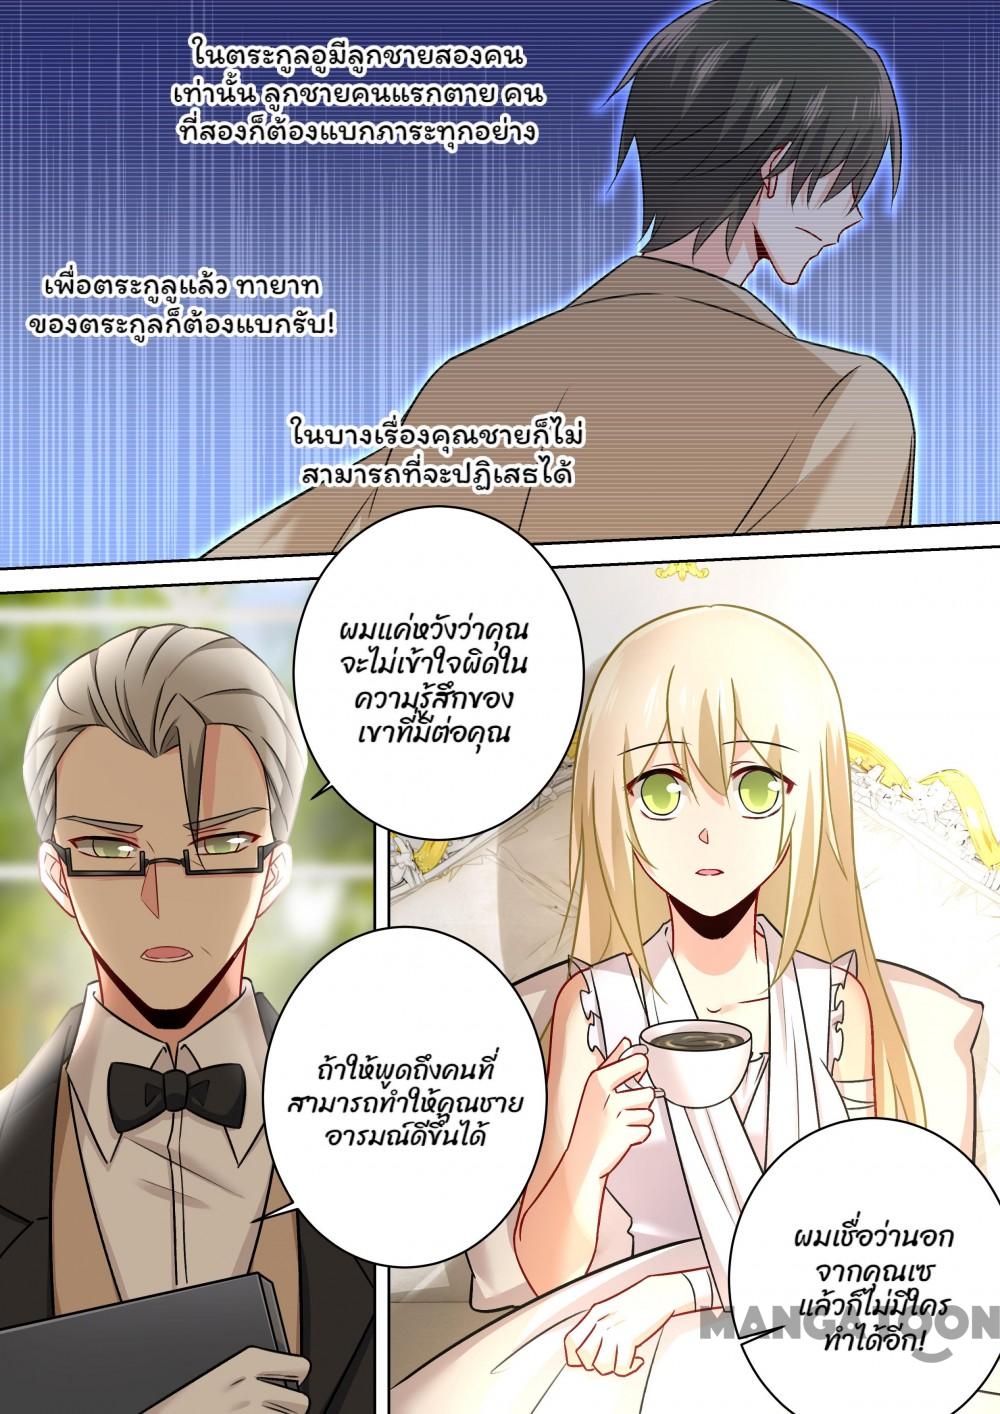 ในตระกูลอูมีลูกชายสองคน
เท่านั้น ลูกชายคนแรกตาย คน
ที่สองก็ต้องแบกภาระทุกอย่าง
เพื่อตระกูลูแล้ว ทายาท
ของตระกูลก็ต้องแบกรับ!
ในบางเรื่องคุณชายก็ไม่
สามารถที่จะปฏิเสธได้
ผมแค่หวังว่าคุณ
จะไม่เข้าใจผิดใน
ความรู้สึกของ
เขาที่มีต่อคุณ
ถ้าให้พูดถึงคนที่
สามารถทำให้คุณชาย
อารมณ์ดีขึ้นได้
ผมเชื่อว่านอก
จากคุณเซ
แล้วก็ไม่มีใคร
ทำได้อีก!
MANGATOON